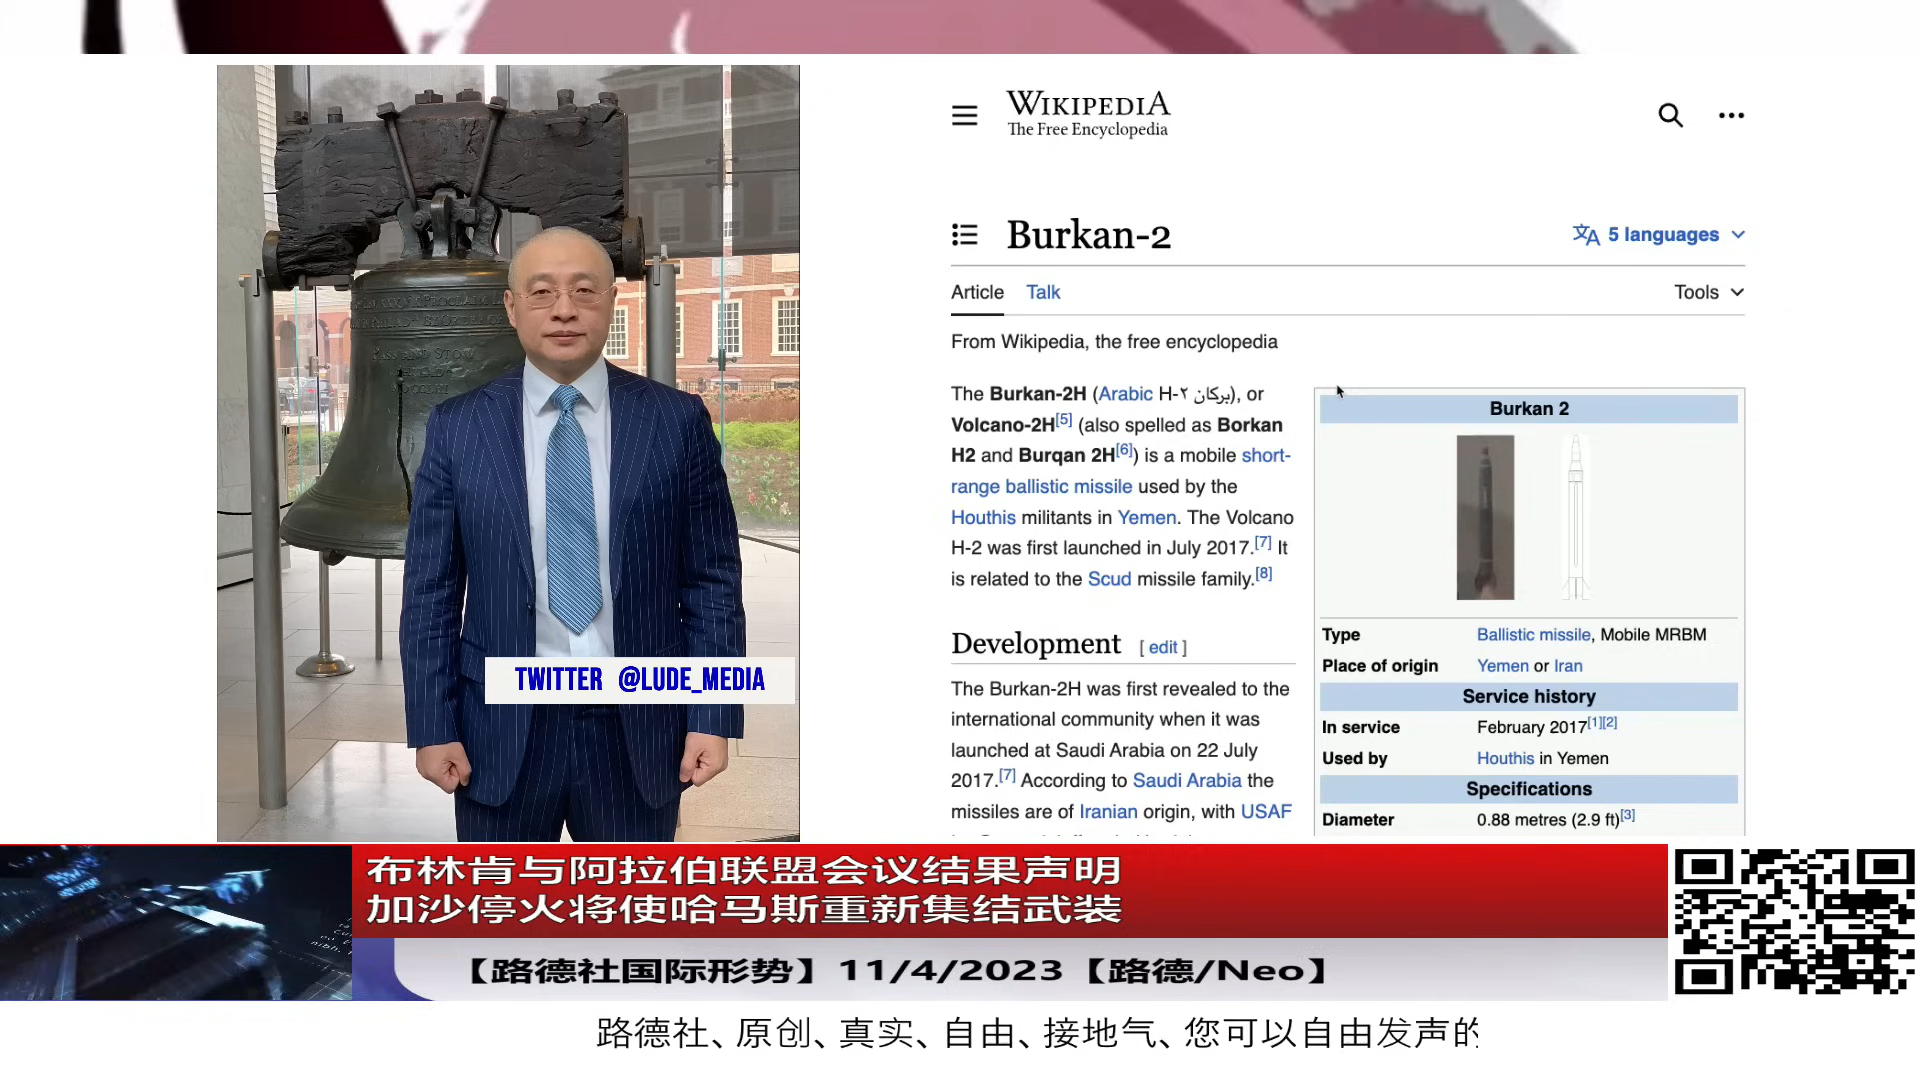 WIKIPEDIA
The Free Encyclopedia
Burkan-2
5 languages
Article Talk
Tools
From Wikipedia, the free encyclopedia
The Burkan-2H (Arabic H-۲ بركان), or
Volcano-2H[5] (also spelled as Borkan
H2 and Burqan 2H[6]) is a mobile short-
range ballistic missile used by the
Houthis militants in Yemen. The Volcano
H-2 was first launched in July 2017.[7] It
is related to the Scud missile family.[8]
Development [ edit ]
The Burkan-2H was first revealed to the
international community when it was
launched at Saudi Arabia on 22 July
2017.[7] According to Saudi Arabia the
missiles are of Iranian origin, with USAF
Burkan 2
Type Ballistic missile, Mobile MRBM
Place of origin Yemen or Iran
Service history
In service February 2017[1][2]
Used by Houthis in Yemen
Specifications
Diameter 0.88 metres (2.9 ft)[3]
PASS AND STOW
TWITTER @LUDE_MEDIA
布林肯与阿拉伯联盟会议结果声明
加沙停火将使哈马斯重新集结武装
【路德社国际形势】11/4/2023【路德/Neo】
路德社、原创、真实、自由、接地气、您可以自由发声的